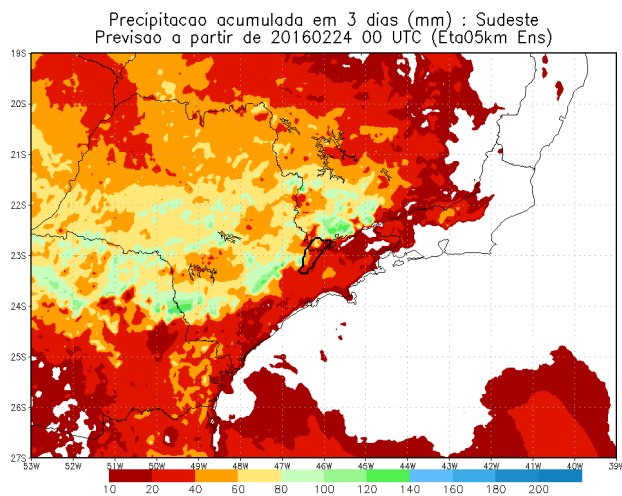 Precipitacao acumulada em 3 dias (mm) : Sudeste
Previsao a partir de 20160224 00 UTC (Eta05km Ens)
19S
20S
21S
22S
23S
24S
25S
26S
27S
53W 52W 51W 50W 49W 48W 47W 46W 45W 44W 43W 42W 41W 40W 39W
10 20 40 60 80 100 120 140 160 180 200